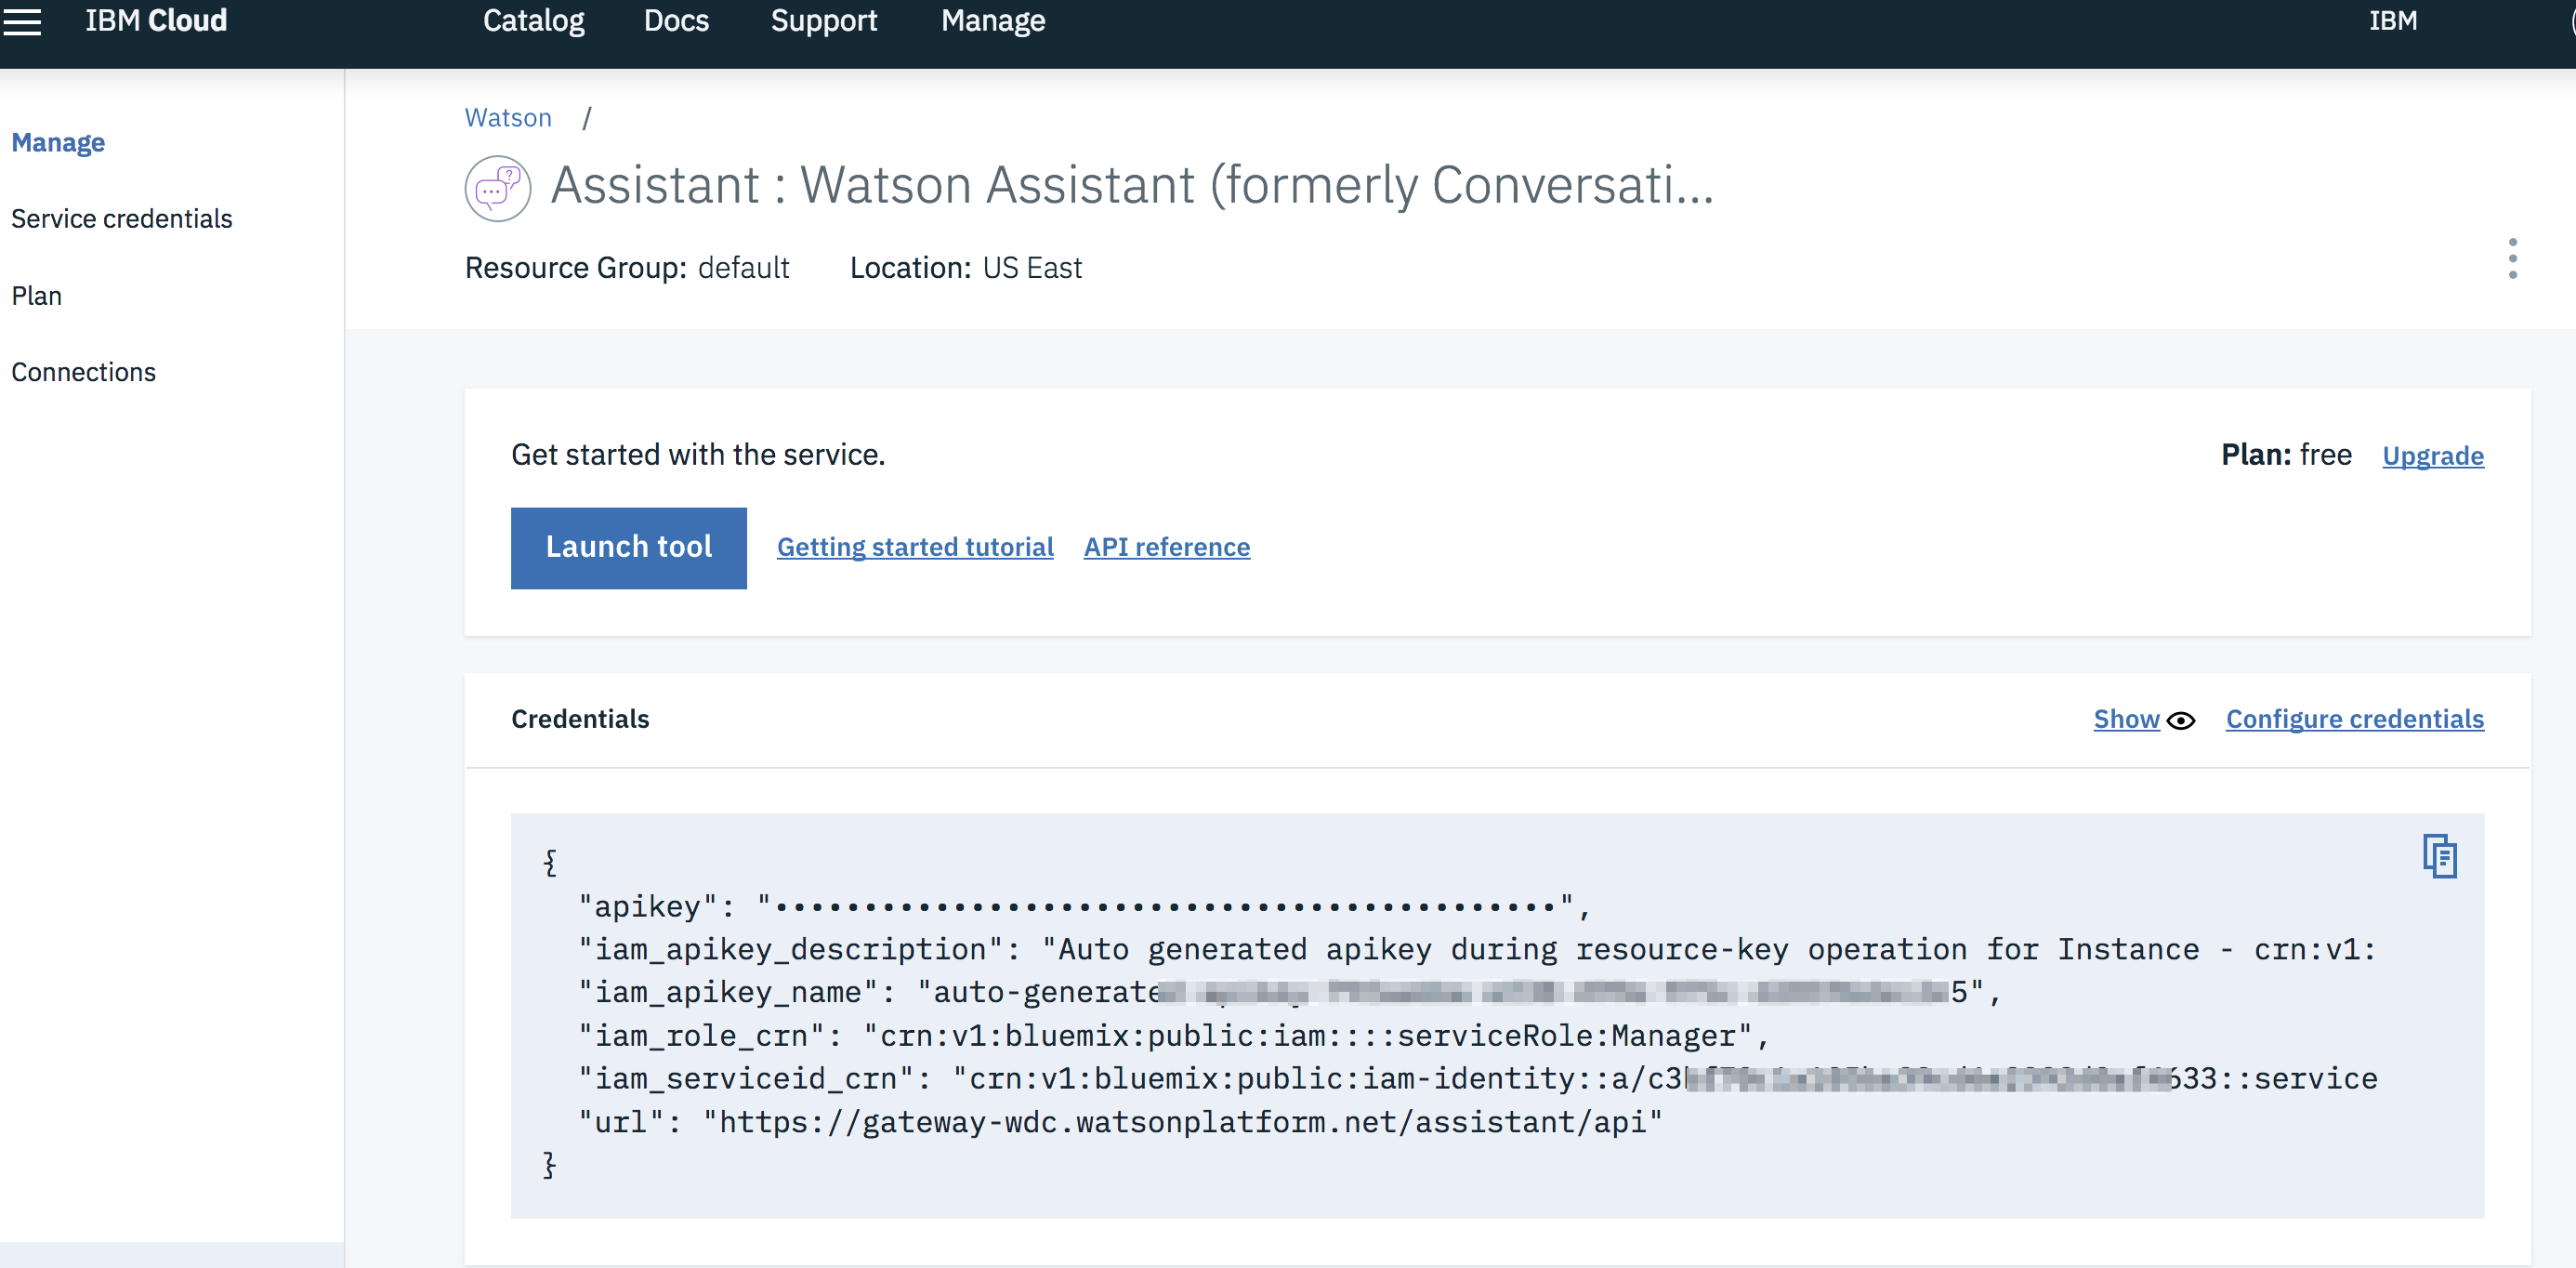 IBM Cloud Catalog Docs Support Manage IBM
Manage
Service credentials
Plan
Connections
Watson /
Assistant : Watson Assistant (formerly Conversati...
Resource Group: default Location: US East
Get started with the service.
Plan: free Upgrade
Launch tool Getting started tutorial API reference
Credentials
Show Configure credentials
{
"apikey": "••••••••••••••••••••••••••••••••••••••••••••",
"iam_apikey_description": "Auto generated apikey during resource-key operation for Instance - crn:v1:
"iam_apikey_name": "auto-generate 5",
"iam_role_crn": "crn:v1:bluemix:public:iam::::serviceRole:Manager",
"iam_serviceid_crn": "crn:v1:bluemix:public:iam-identity::a/c3 633::service
"url": "https://gateway-wdc.watsonplatform.net/assistant/api"
}